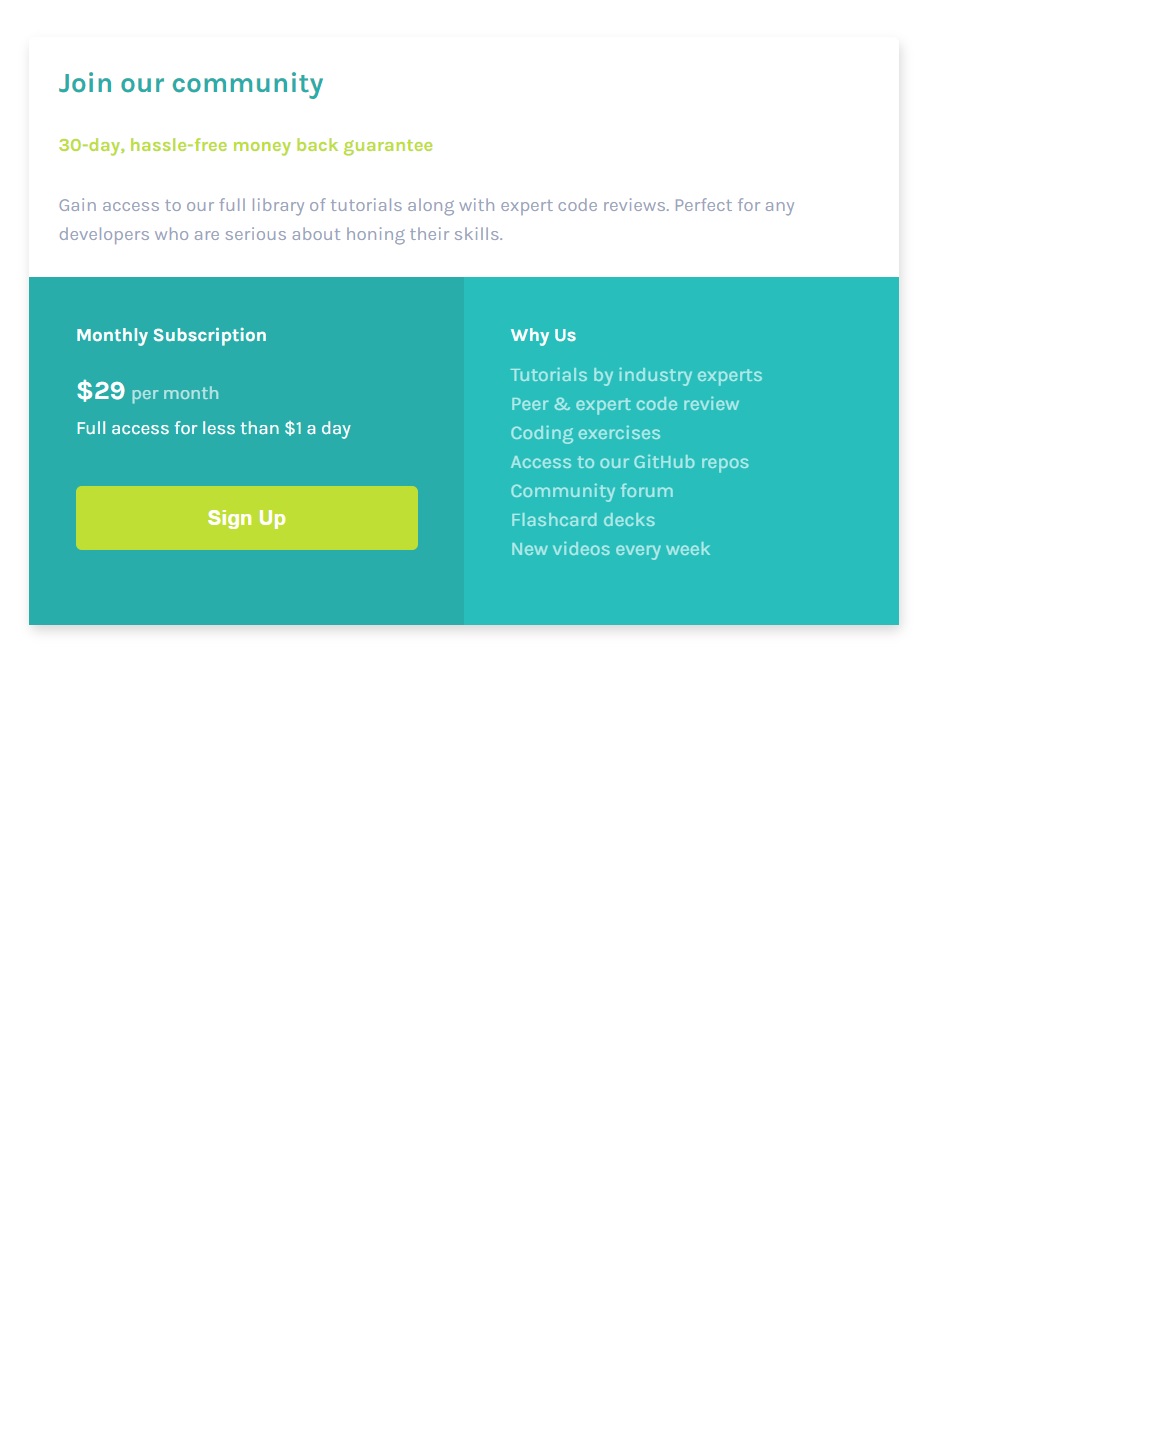 Join our community
30-day, hassle-free money back guarantee
Gain access to our full library of tutorials along with expert code reviews. Perfect for any
developers who are serious about honing their skills.
Monthly Subscription
$29 per month
Full access for less than $1 a day
Sign Up
Why Us
Tutorials by industry experts
Peer & expert code review
Coding exercises
Access to our GitHub repos
Community forum
Flashcard decks
New videos every week